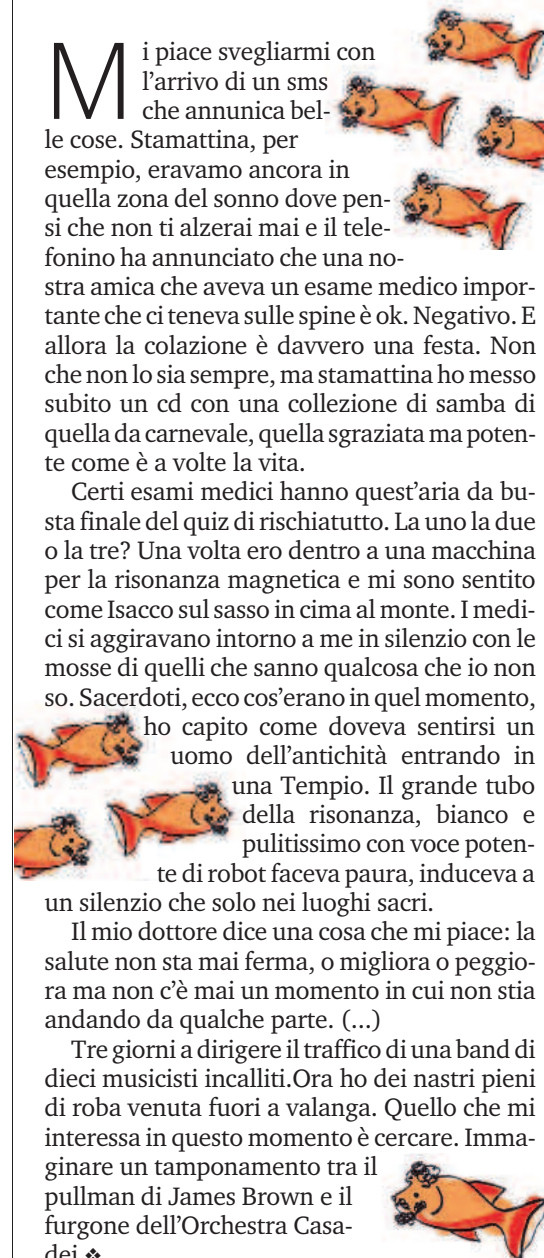 Mi piace svegliarmi con
l'arrivo di un sms
che annunica bel-
le cose. Stamattina, per
esempio, eravamo ancora in
quella zona del sonno dove pen-
si che non ti alzerai mai e il tele-
fonino ha annunciato che una no-
stra amica che aveva un esame medico impor-
tante che ci teneva sulle spine è ok. Negativo. E
allora la colazione è davvero una festa. Non
che non lo sia sempre, ma stamattina ho messo
subito un cd con una collezione di samba di
quella da carnevale, quella sgraziata ma poten-
te come è a volte la vita.
Certi esami medici hanno quest'aria da bu-
sta finale del quiz di rischiatutto. La uno la due
o la tre? Una volta ero dentro a una macchina
per la risonanza magnetica e mi sono sentito
come Isacco sul sasso in cima al monte. I medi-
ci si aggiravano intorno a me in silenzio con le
mosse di quelli che sanno qualcosa che io non
so. Sacerdoti, ecco cos'erano in quel momento,
ho capito come doveva sentirsi un
uomo dell'antichità entrando in
una Tempio. Il grande tubo
della risonanza, bianco e
pulitissimo con voce poten-
te di robot faceva paura, induceva a
un silenzio che solo nei luoghi sacri.
Il mio dottore dice una cosa che mi piace: la
salute non sta mai ferma, o migliora o peggio-
ra ma non c'è mai un momento in cui non stia
andando da qualche parte. (...)
Tre giorni a dirigere il traffico di una band di
dieci musicisti incalliti.Ora ho dei nastri pieni
di roba venuta fuori a valanga. Quello che mi
interessa in questo momento è cercare. Imma-
ginare un tamponamento tra il
pullman di James Brown e il
furgone dell'Orchestra Casa-
dei ❖